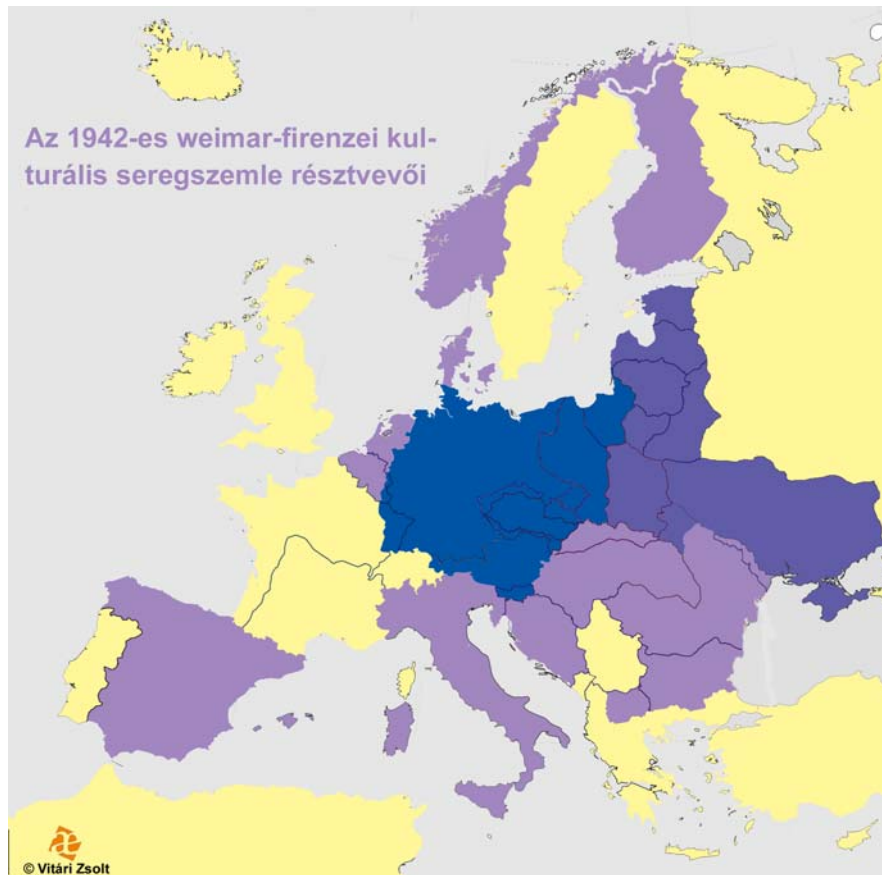 Az 1942-es weimar-firenzei kul-
turális seregszemle résztvevői
© Vitári Zsolt